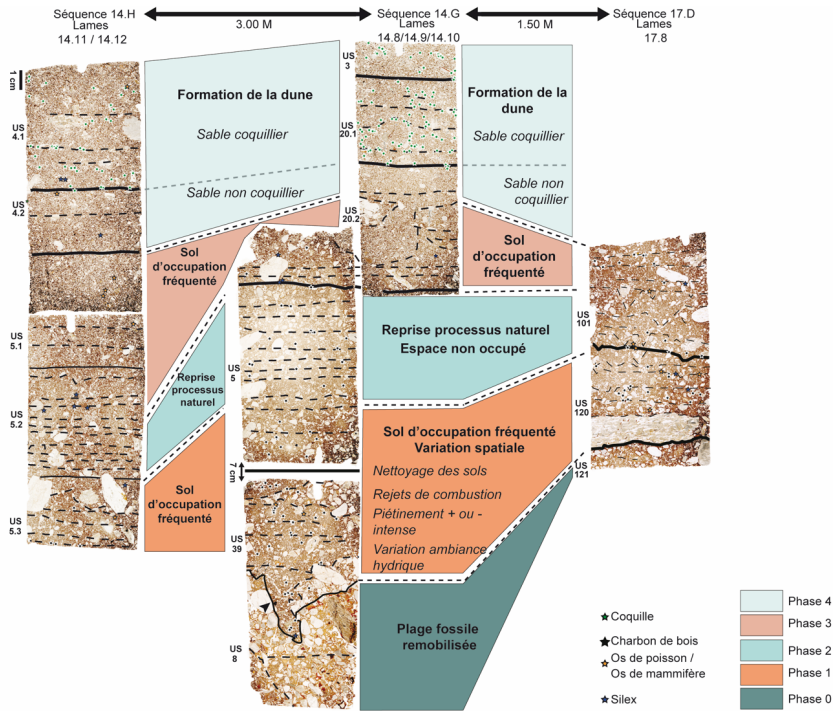 Séquence 14.H
Lames
14.11 / 14.12
3.00 M
Séquence 14.G
Lames
14.8/14.9/14.10
1.50 M
Séquence 17.D
Lames
17.8
1 cm
US
4.1
US
4.2
US
5.1
US
5.2
US
5.3
Formation de la dune
Sable coquillier
Sable non coquillier
Sol
d'occupation
fréquenté
Reprise
processus
naturel
Sol
d'occupation
fréquenté
US
3
US
20.1
US
20.2
US
5
7 cm
US
39
US
8
Formation de la
dune
Sable coquillier
Sable non
coquillier
Sol
d'occupation
fréquenté
Reprise processus naturel
Espace non occupé
Sol d'occupation fréquenté
Variation spatiale
Nettoyage des sols
Rejets de combustion
Piétinement + ou -
intense
Variation ambiance
hydrique
Plage fossile
remobilisée
US
101
US
120
US
121
Coquille
Charbon de bois
Os de poisson /
Os de mammifère
Silex
Phase 4
Phase 3
Phase 2
Phase 1
Phase 0